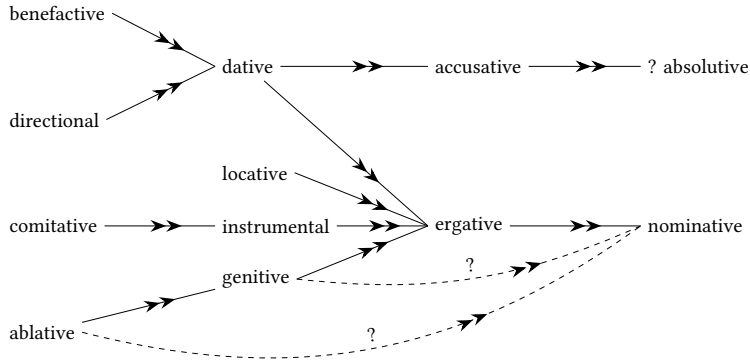 benefactive
dative
accusative
? absolutive
directional
locative
comitative
instrumental
ergative
nominative
genitive
?
ablative
?